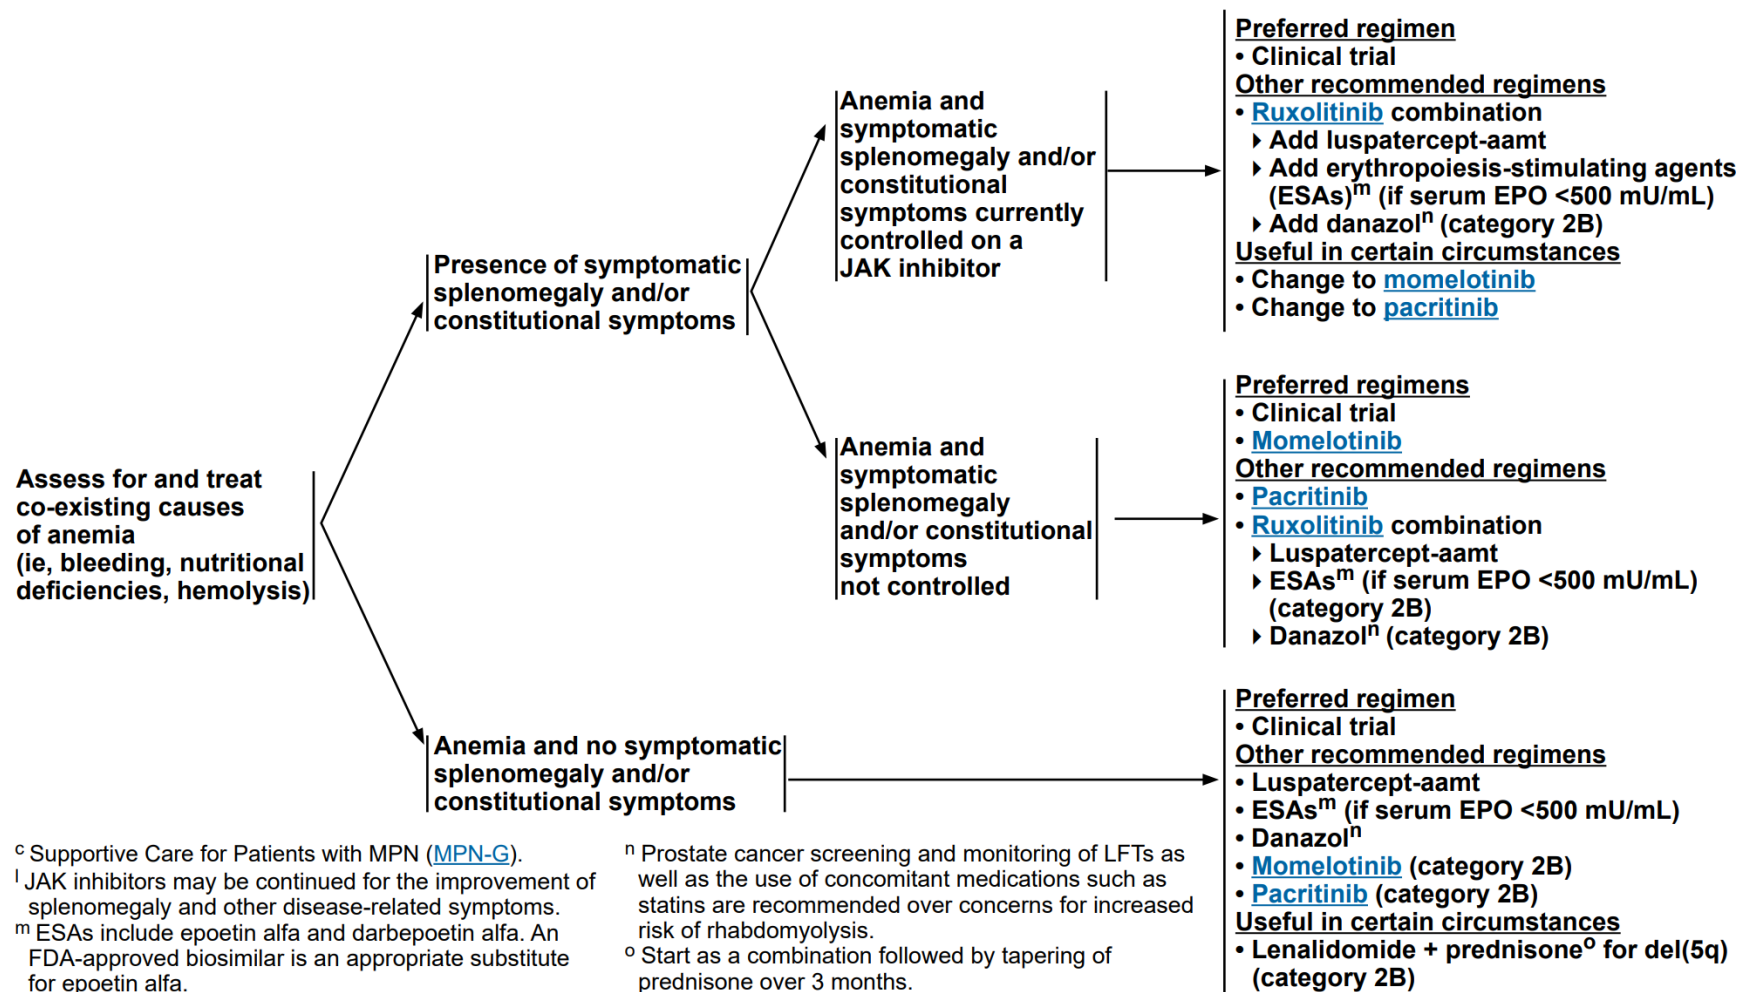 Assess for and treat
co-existing causes
of anemia
(ie, bleeding, nutritional
deficiencies, hemolysis)
Presence of symptomatic
splenomegaly and/or
constitutional symptoms
Anemia and
symptomatic
splenomegaly and/or
constitutional
symptoms currently
controlled on a
JAK inhibitor
Preferred regimen
• Clinical trial
Other recommended regimens
• Ruxolitinib combination
▸ Add luspatercept-aamt
▸ Add erythropoiesis-stimulating agents
(ESAs)m (if serum EPO <500 mU/mL)
▸ Add danazoln (category 2B)
Useful in certain circumstances
• Change to momelotinib
• Change to pacritinib
Anemia and
symptomatic
splenomegaly
and/or constitutional
symptoms
not controlled
Preferred regimens
• Clinical trial
• Momelotinib
Other recommended regimens
• Pacritinib
• Ruxolitinib combination
▸ Luspatercept-aamt
▸ ESAsm (if serum EPO <500 mU/mL)
(category 2B)
▸ Danazoln (category 2B)
Anemia and no symptomatic
splenomegaly and/or
constitutional symptoms
Preferred regimen
• Clinical trial
Other recommended regimens
• Luspatercept-aamt
• ESAsm (if serum EPO <500 mU/mL)
• Danazoln
• Momelotinib (category 2B)
• Pacritinib (category 2B)
Useful in certain circumstances
• Lenalidomide + prednisoneo for del(5q)
(category 2B)
c Supportive Care for Patients with MPN (MPN-G).
l JAK inhibitors may be continued for the improvement of
splenomegaly and other disease-related symptoms.
m ESAs include epoetin alfa and darbepoetin alfa. An
FDA-approved biosimilar is an appropriate substitute
for epoetin alfa.
n Prostate cancer screening and monitoring of LFTs as
well as the use of concomitant medications such as
statins are recommended over concerns for increased
risk of rhabdomyolysis.
o Start as a combination followed by tapering of
prednisone over 3 months.